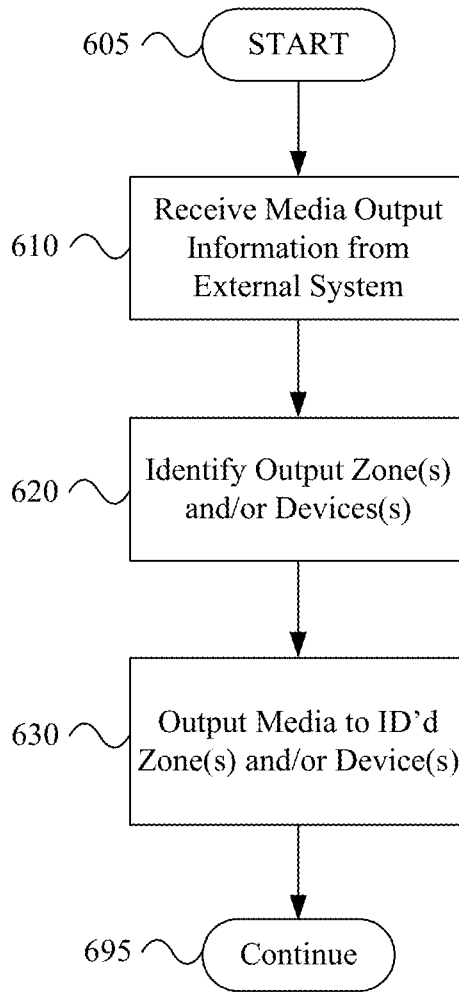 605
START
610
Receive Media Output
Information from
External System
620
Identify Output Zone(s)
and/or Devices(s)
630
Output Media to ID’d
Zone(s) and/or Device(s)
695
Continue